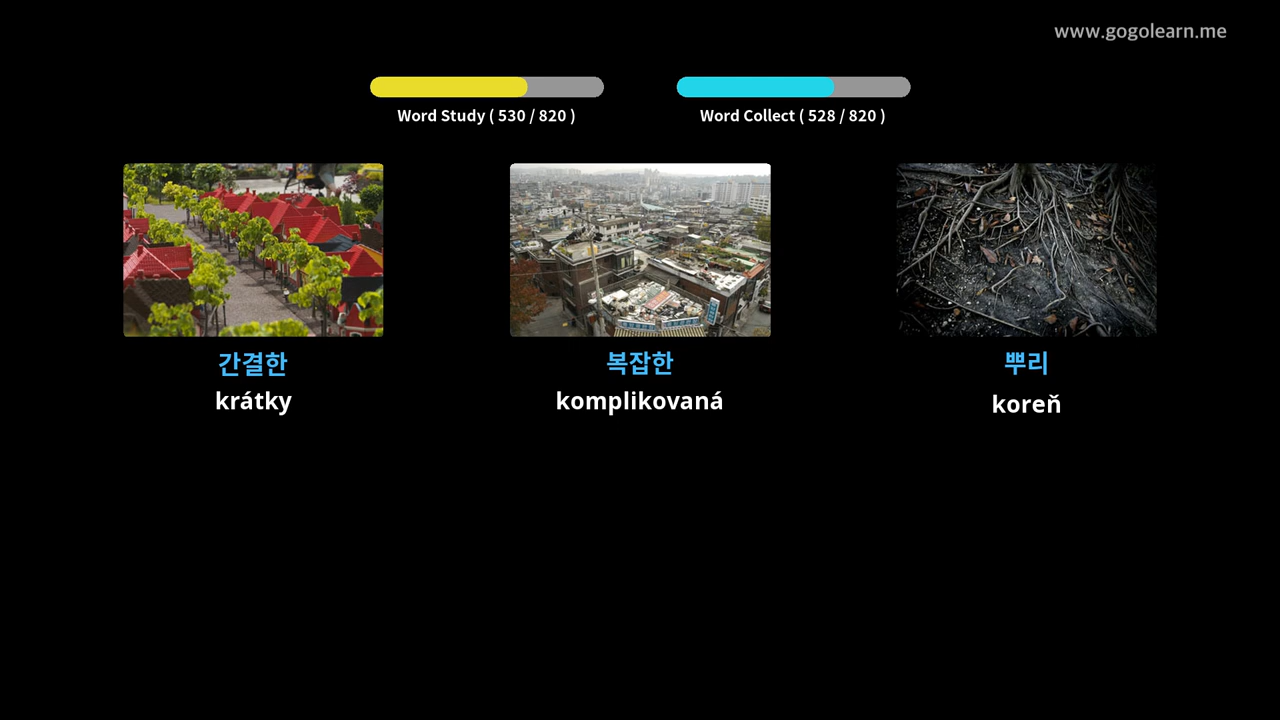 www.gogolearn.me
Word Study ( 530 / 820 )
Word Collect ( 528 / 820 )
간결한
krátky
복잡한
komplikovaná
뿌리
koreň